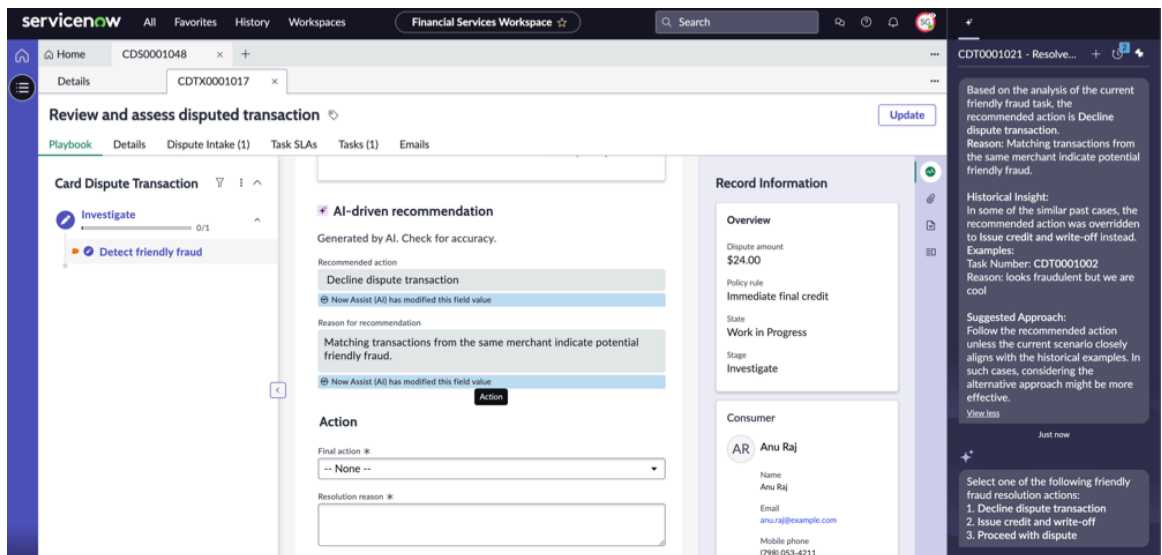 servicenow
All
Favorites
History
Workspaces
Financial Services Workspace
Search
SG
Home
CDS0001048
Details
CDTX0001017
Review and assess disputed transaction
Update
Playbook
Details
Dispute Intake (1)
Task SLAs
Tasks (1)
Emails
Card Dispute Transaction
Investigate
0/1
Detect friendly fraud
AI-driven recommendation
Generated by AI. Check for accuracy.
Recommended action
Decline dispute transaction
Now Assist (AI) has modified this field value
Reason for recommendation
Matching transactions from the same merchant indicate potential
friendly fraud.
Now Assist (AI) has modified this field value
Action
Action
Final action *
-- None --
Resolution reason *
Record Information
Overview
Dispute amount
$24.00
Policy rule
Immediate final credit
State
Work in Progress
Stage
Investigate
Consumer
AR
Anu Raj
Name
Anu Raj
Email
anu.raj@example.com
Mobile phone
(798) 053-4211
CDT0001021 - Resolve...
2
Based on the analysis of the current
friendly fraud task, the
recommended action is Decline
dispute transaction.
Reason: Matching transactions from
the same merchant indicate potential
friendly fraud.
Historical Insight:
In some of the similar past cases, the
recommended action was overridden
to Issue credit and write-off instead.
Examples:
Task Number: CDT0001002
Reason: looks fraudulent but we are
cool
Suggested Approach:
Follow the recommended action
unless the current scenario closely
aligns with the historical examples. In
such cases, considering the
alternative approach might be more
effective.
View less
Just now
Select one of the following friendly
fraud resolution actions:
1. Decline dispute transaction
2. Issue credit and write-off
3. Proceed with dispute